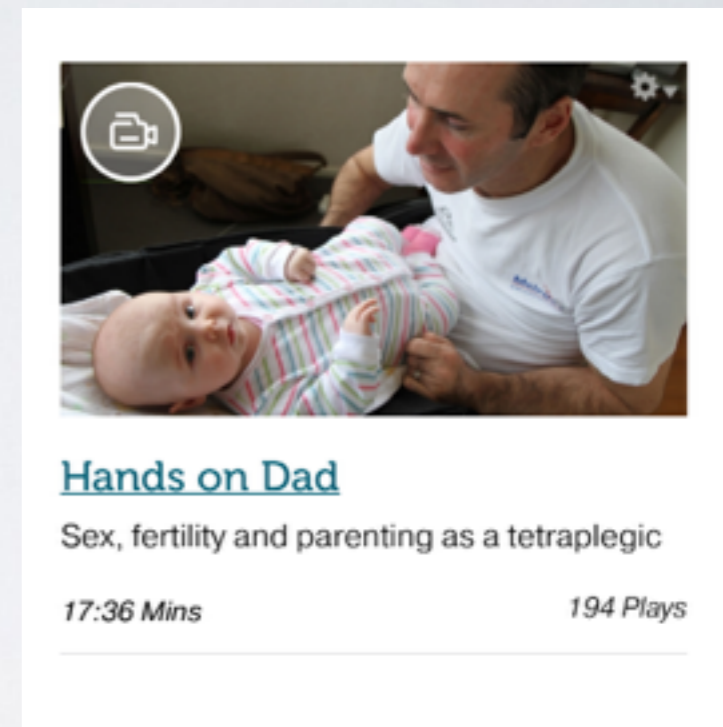 Hands on Dad
Sex, fertility and parenting as a tetraplegic
17:36 Mins
194 Plays